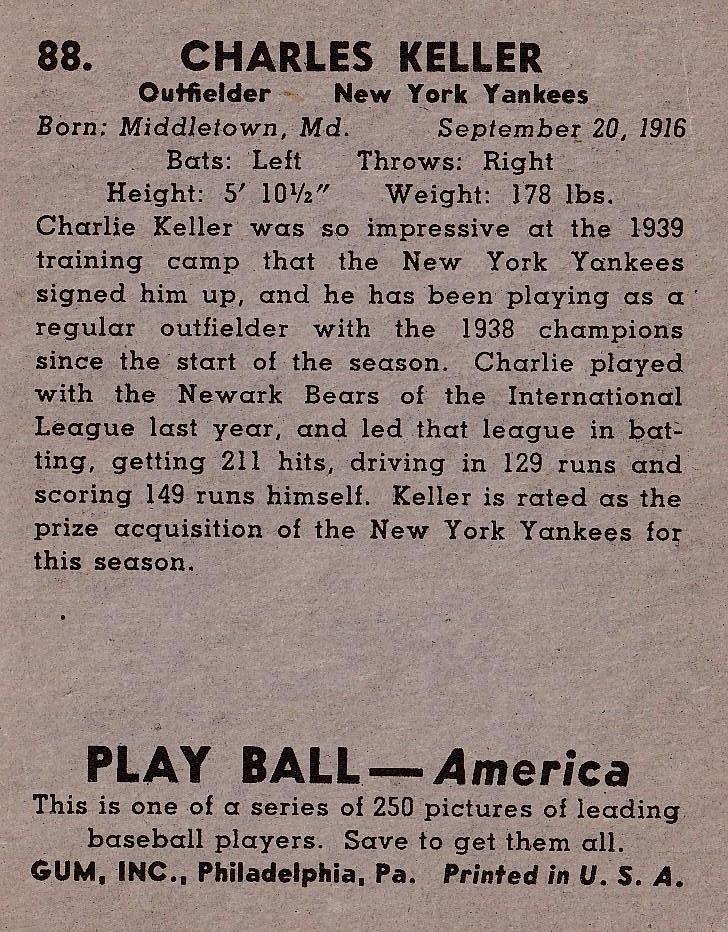 88. CHARLES KELLER
Outfielder New York Yankees
Born: Middletown, Md. September 20, 1916
Bats: Left Throws: Right
Height: 5′ 10½″ Weight: 178 lbs.
Charlie Keller was so impressive at the 1939
training camp that the New York Yankees
signed him up, and he has been playing as a
regular outfielder with the 1938 champions
since the start of the season. Charlie played
with the Newark Bears of the International
League last year, and led that league in bat-
ting, getting 211 hits, driving in 129 runs and
scoring 149 runs himself. Keller is rated as the
prize acquisition of the New York Yankees for
this season.
PLAY BALL—America
This is one of a series of 250 pictures of leading
baseball players. Save to get them all.
GUM, INC., Philadelphia, Pa. Printed in U. S. A.